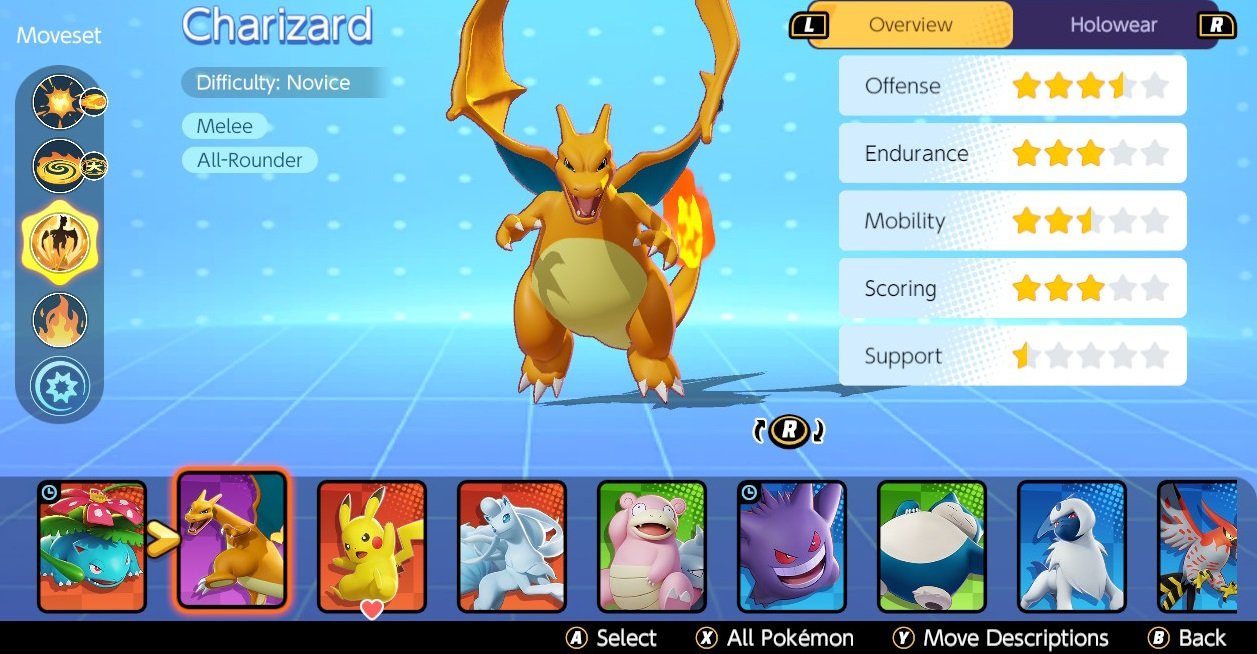 Moveset
Charizard
Difficulty: Novice
Melee
All-Rounder
L
Overview
Holowear
R
Offense
Endurance
Mobility
Scoring
Support
R
A Select
X All Pokémon
Y Move Descriptions
B Back